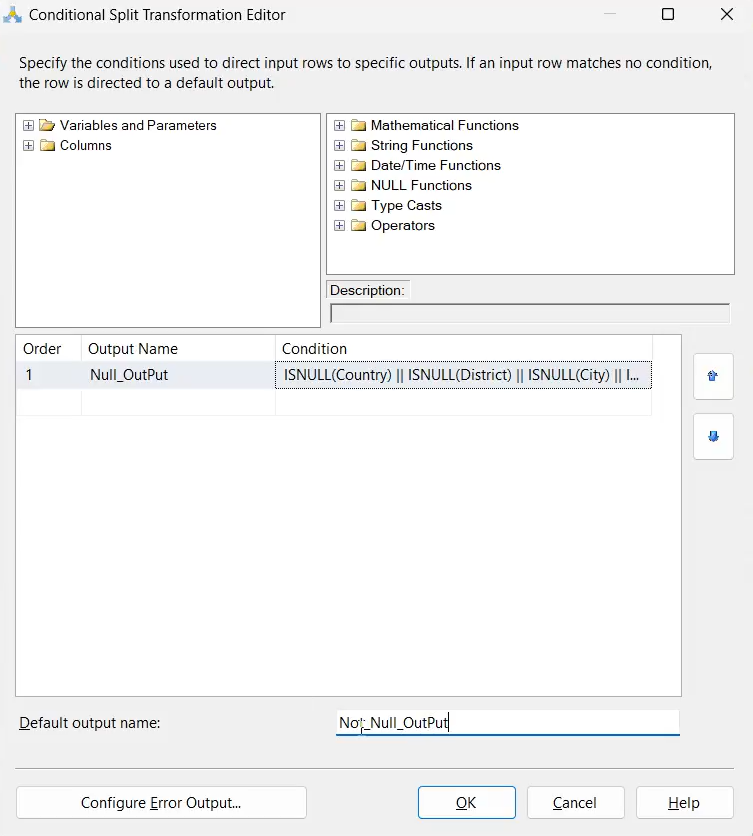 Conditional Split Transformation Editor
Specify the conditions used to direct input rows to specific outputs. If an input row matches no condition,
the row is directed to a default output.
Variables and Parameters
Columns
Mathematical Functions
String Functions
Date/Time Functions
NULL Functions
Type Casts
Operators
Description:
Order Output Name Condition
1 Null_OutPut ISNULL(Country) || ISNULL(District) || ISNULL(City) || I...
Default output name: Not_Null_OutPut
Configure Error Output... OK Cancel Help